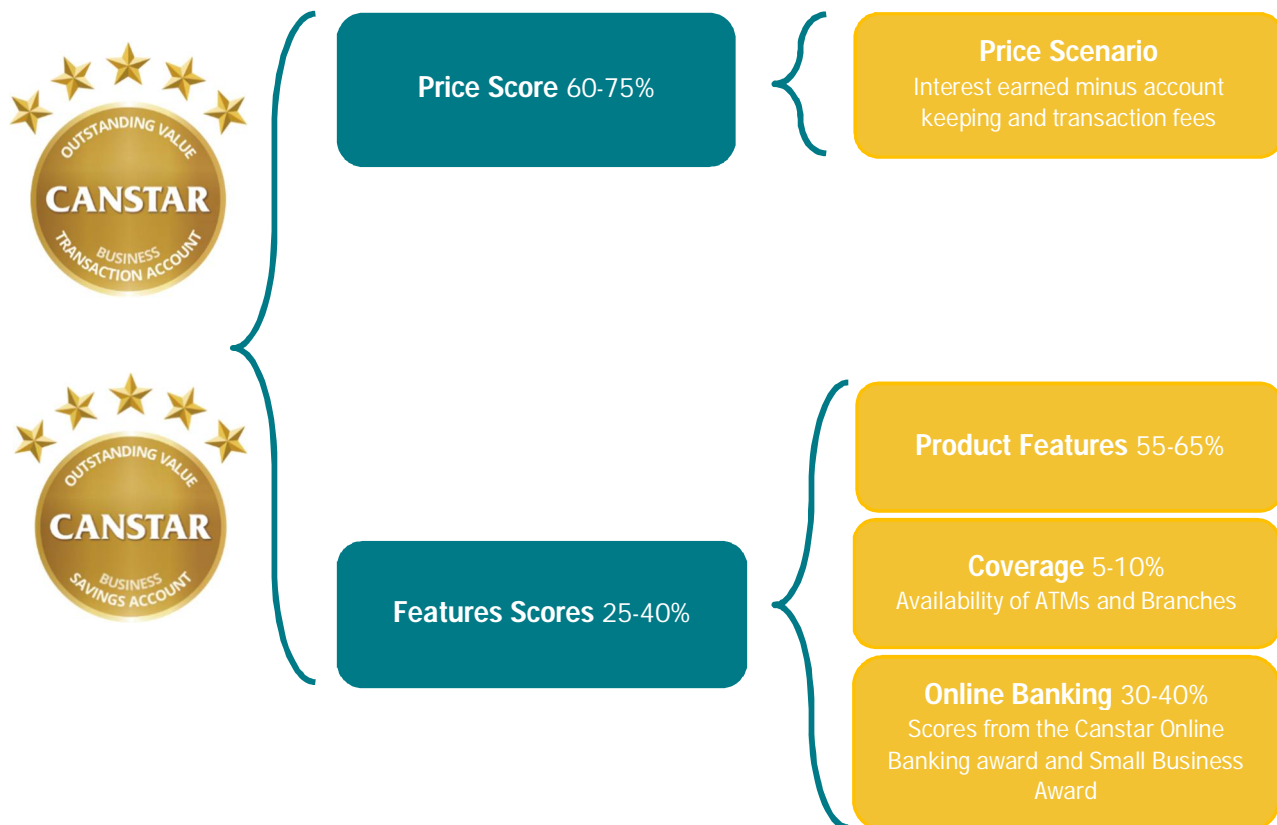 OUTSTANDING VALUE
CANSTAR
BUSINESS
TRANSACTION ACCOUNT
OUTSTANDING VALUE
CANSTAR
BUSINESS
SAVINGS ACCOUNT
Price Score 60-75%
Price Scenario
Interest earned minus account
keeping and transaction fees
Features Scores 25-40%
Product Features 55-65%
Coverage 5-10%
Availability of ATMs and Branches
Online Banking 30-40%
Scores from the Canstar Online
Banking award and Small Business
Award